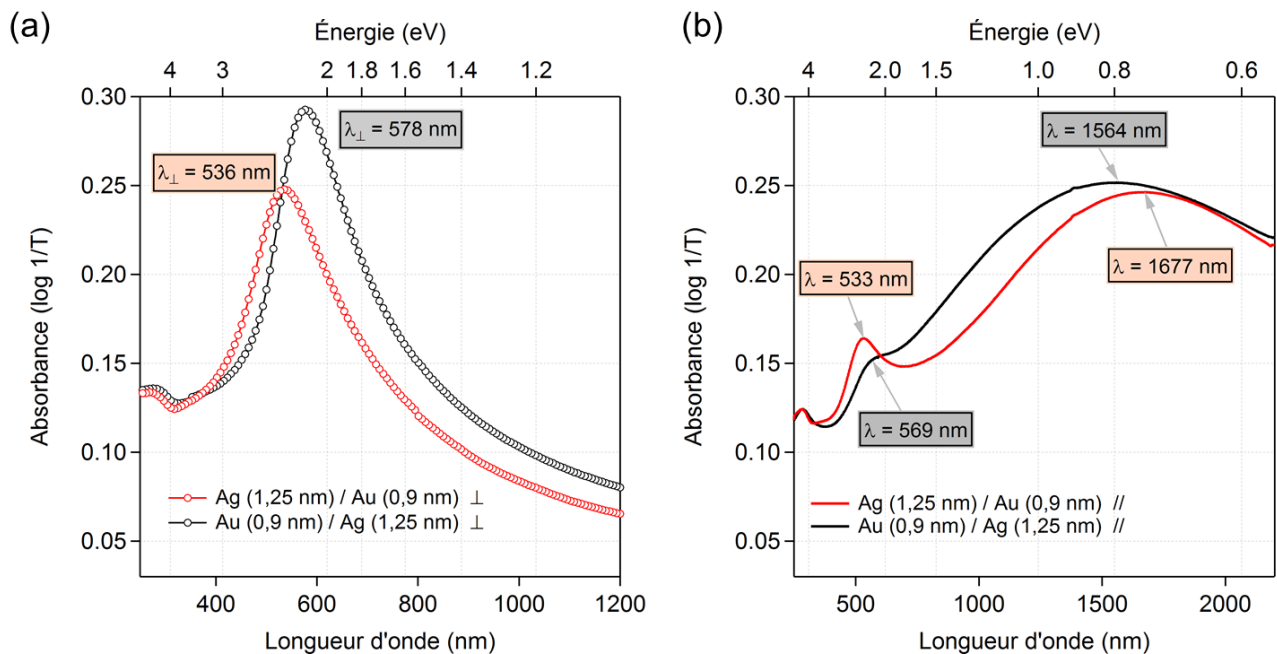 (a)
Énergie (eV)
4 3 2 1.8 1.6 1.4 1.2
0.30
0.25
0.20
0.15
0.10
0.05
Absorbance (log 1/T)
λ⊥ = 578 nm
λ⊥ = 536 nm
Ag (1,25 nm) / Au (0,9 nm) ⊥
Au (0,9 nm) / Ag (1,25 nm) ⊥
400 600 800 1000 1200
Longueur d'onde (nm)
(b)
Énergie (eV)
4 2.0 1.5 1.0 0.8 0.6
0.30
0.25
0.20
0.15
0.10
0.05
Absorbance (log 1/T)
λ = 1564 nm
λ = 1677 nm
λ = 533 nm
λ = 569 nm
Ag (1,25 nm) / Au (0,9 nm) //
Au (0,9 nm) / Ag (1,25 nm) //
500 1000 1500 2000
Longueur d'onde (nm)